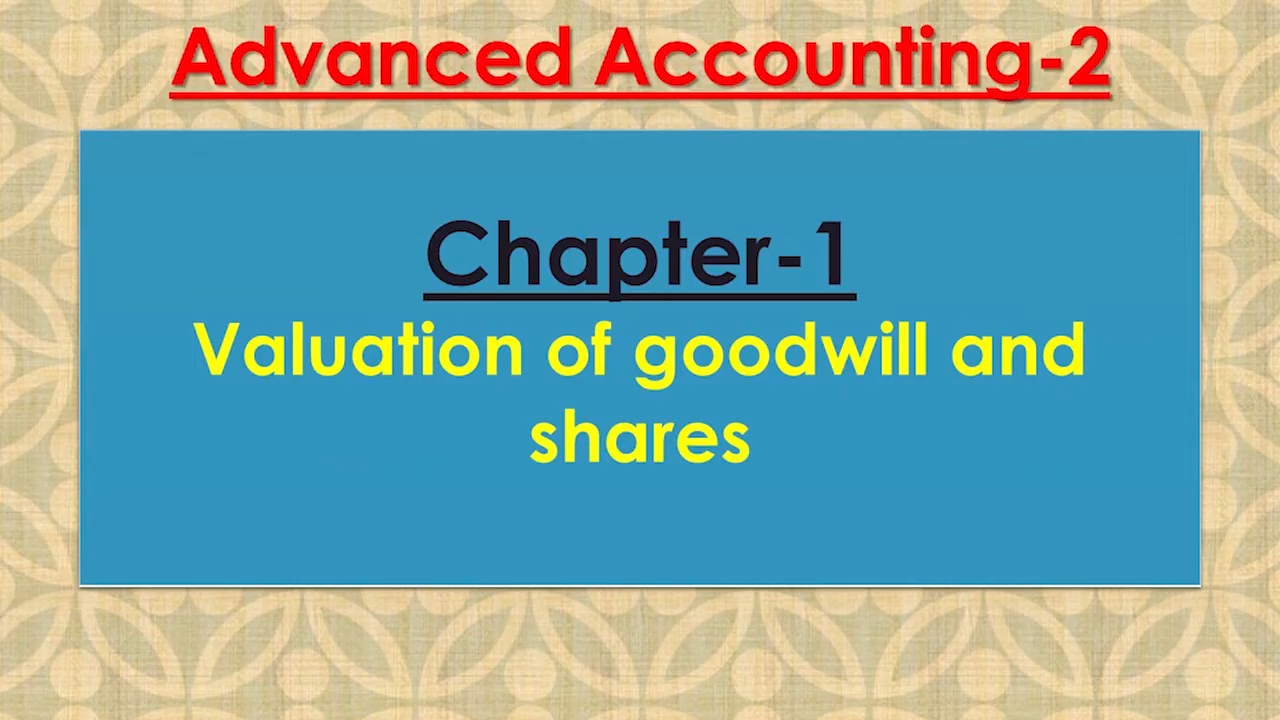 Advanced Accounting-2
Chapter-1
Valuation of goodwill and
shares